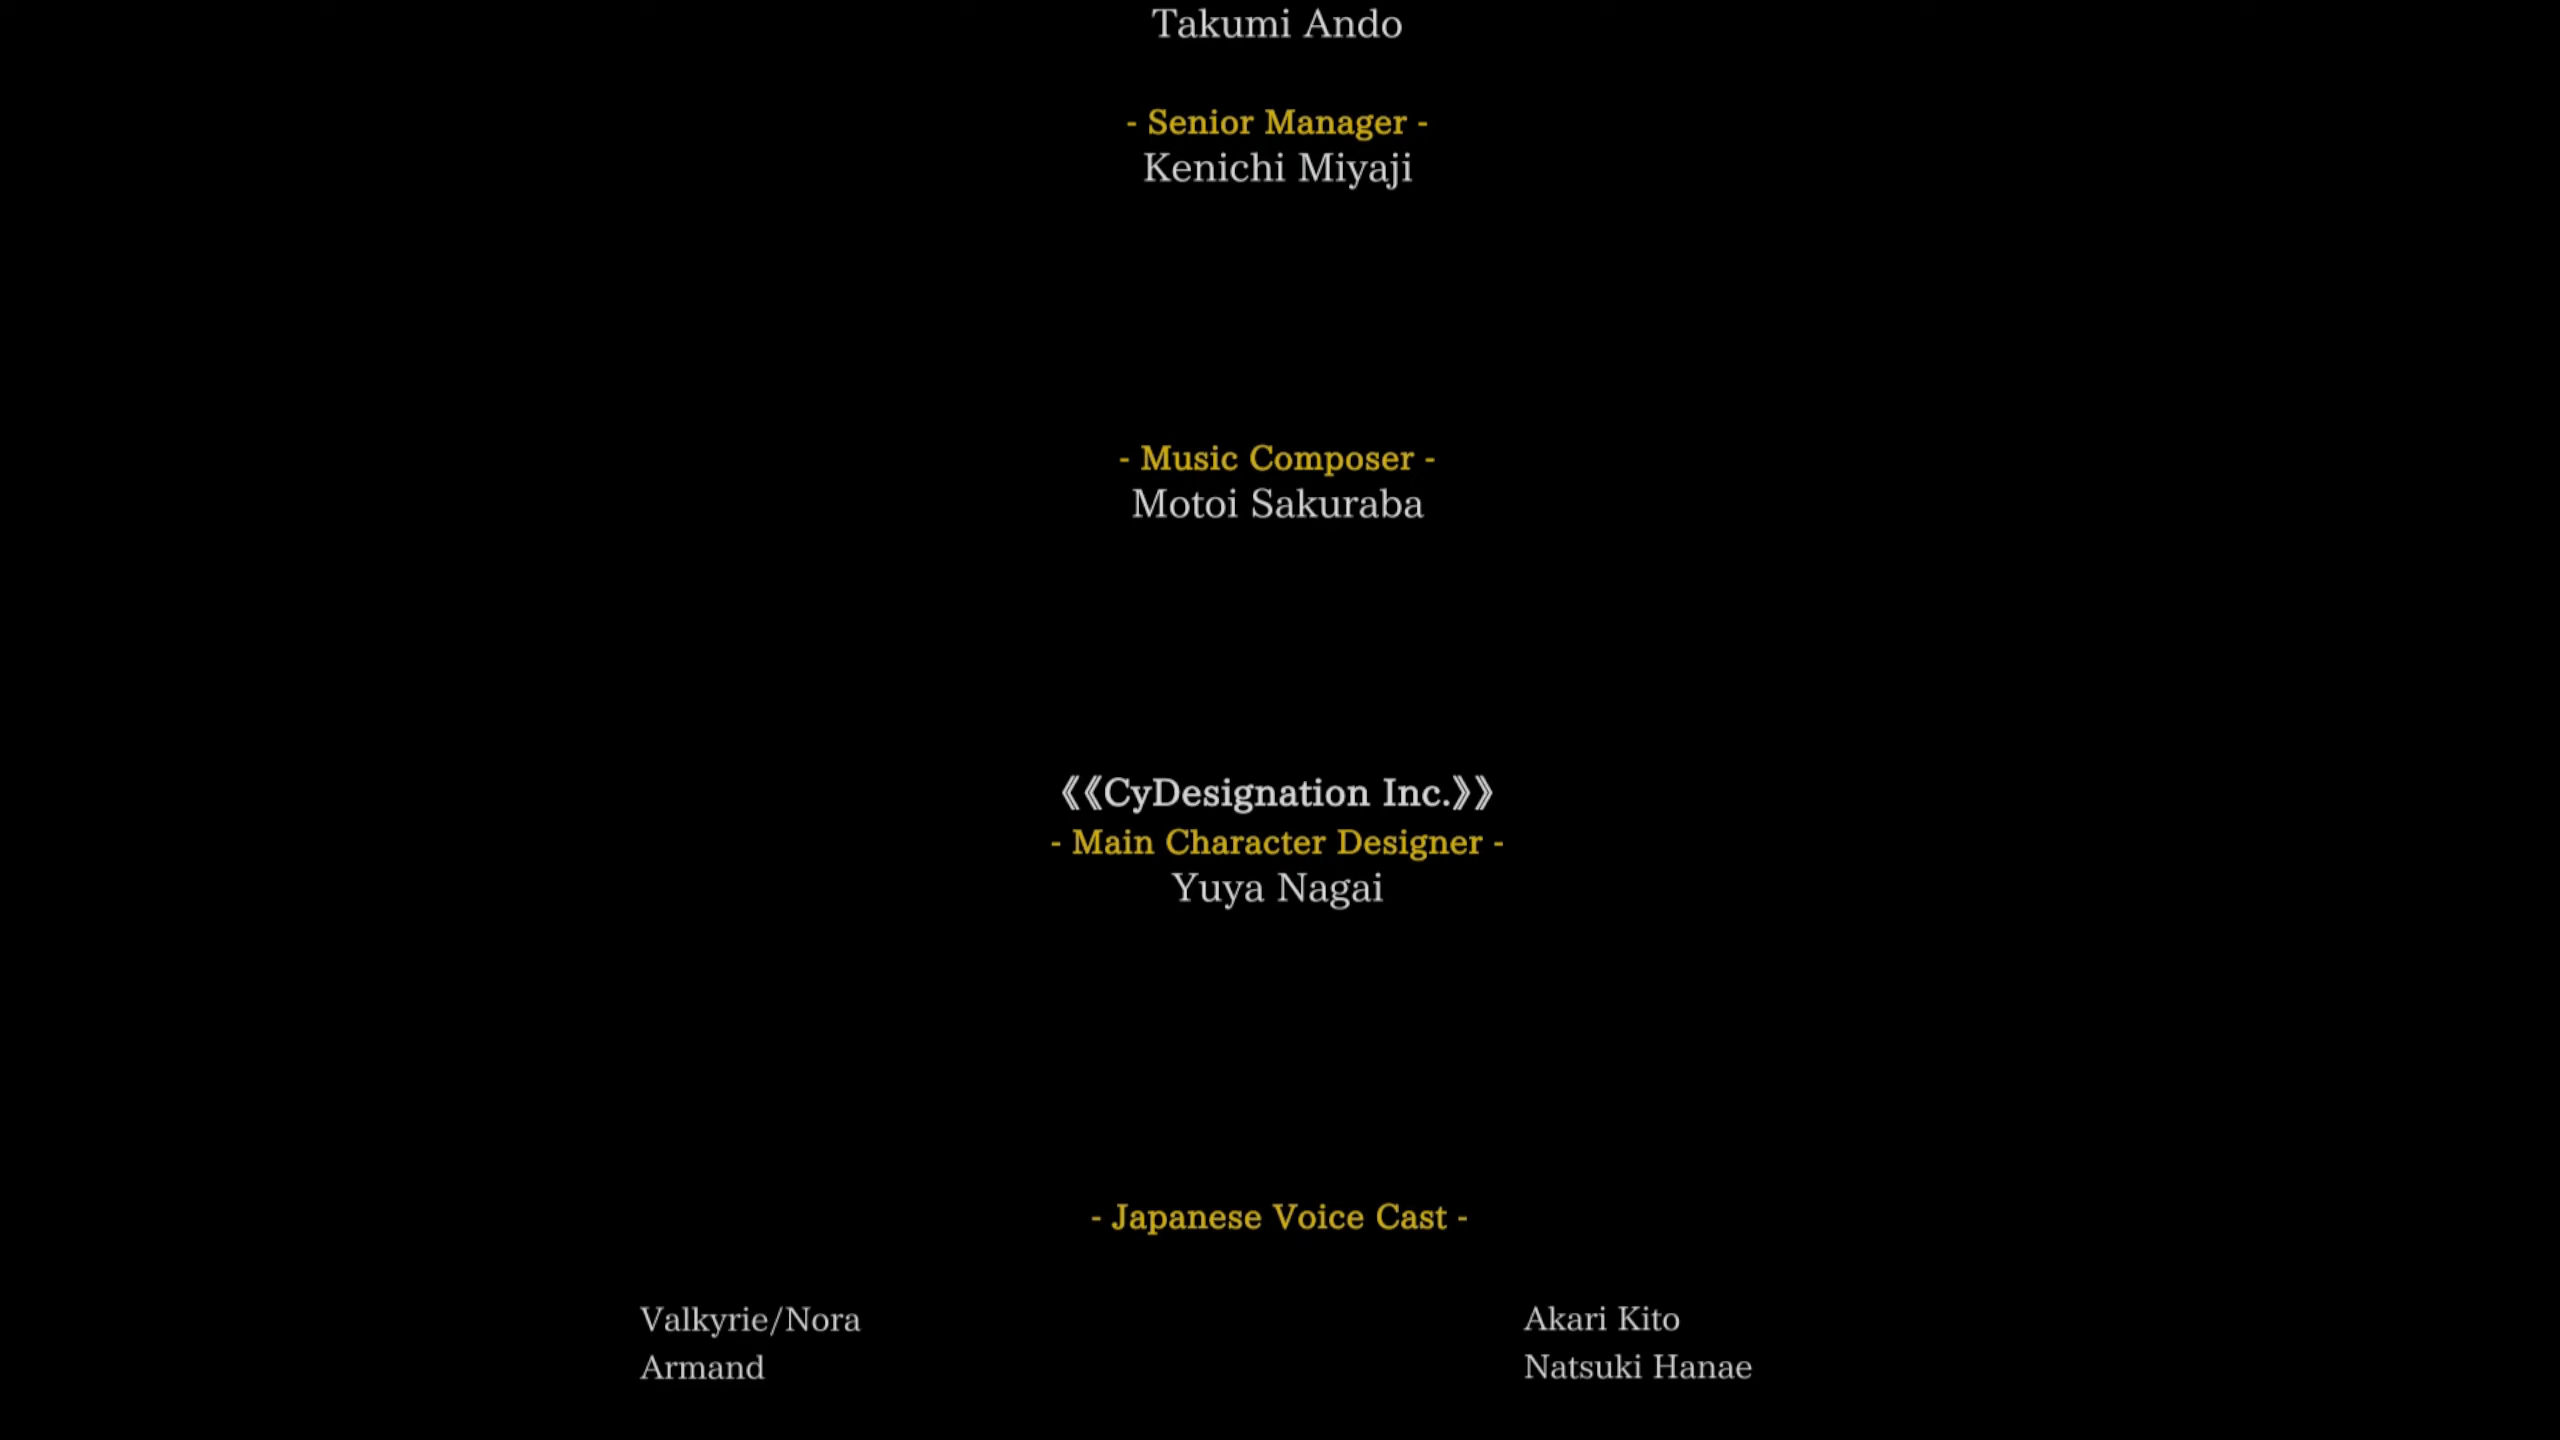 Takumi Ando
- Senior Manager -
Kenichi Miyaji
- Music Composer -
Motoi Sakuraba
《《CyDesignation Inc.》》
- Main Character Designer -
Yuya Nagai
- Japanese Voice Cast -
Valkyrie/Nora Akari Kito
Armand Natsuki Hanae